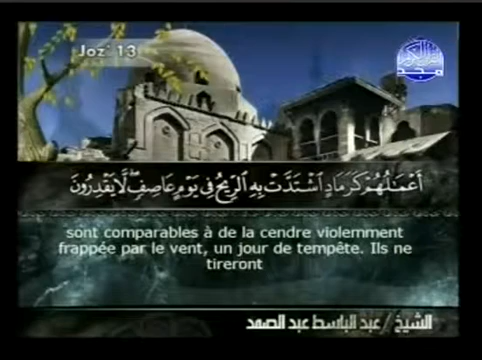 Joz' 13
المجد
أَعْمَـٰلُهُمْ كَرَمَادٍ ٱشْتَدَّتْ بِهِ ٱلرِّيحُ فِى يَوْمٍ عَاصِفٍ ۖ لَّا يَقْدِرُونَ
sont comparables à de la cendre violemment
frappée par le vent, un jour de tempête. Ils ne
tireront
الشيخ / عبد الباسط عبد الصمد